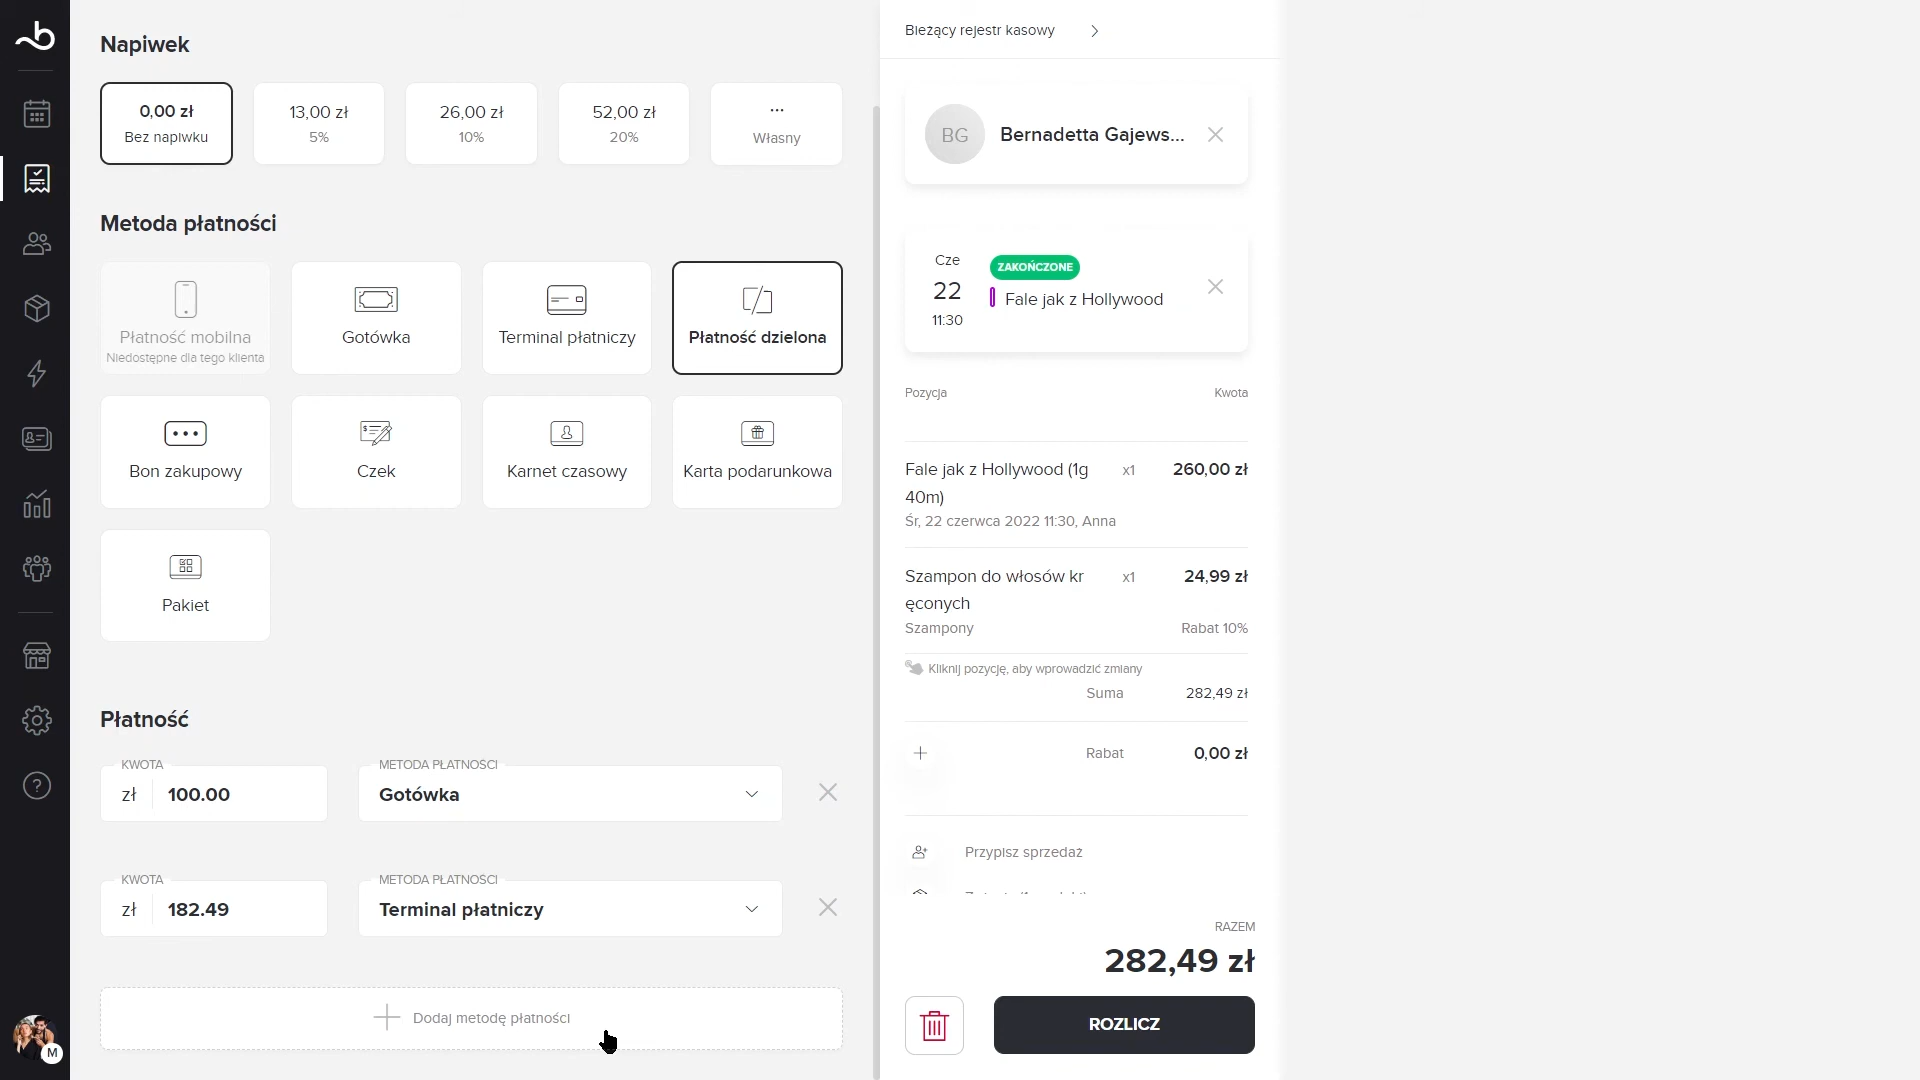 Napiwek
0,00 zł
Bez napiwku
13,00 zł
5%
26,00 zł
10%
52,00 zł
20%
...
Własny
Metoda płatności
Płatność mobilna
Niedostępne dla tego klienta
Gotówka
Terminal płatniczy
Płatność dzielona
Bon zakupowy
Czek
Karnet czasowy
Karta podarunkowa
Pakiet
Płatność
KWOTA
zł 100.00
METODA PŁATNOŚCI
Gotówka
KWOTA
zł 182.49
METODA PŁATNOŚCI
Terminal płatniczy
Dodaj metodę płatności
M
Bieżący rejestr kasowy
BG
Bernadetta Gajews...
Cze
22
11:30
ZAKOŃCZONE
Fale jak z Hollywood
Pozycja Kwota
Fale jak z Hollywood (1g x1 260,00 zł
40m)
Śr, 22 czerwca 2022 11:30, Anna
Szampon do włosów kr x1 24,99 zł
ęconych
Szampony Rabat 10%
Kliknij pozycję, aby wprowadzić zmiany
Suma 282,49 zł
Rabat 0,00 zł
Przypisz sprzedaż
RAZEM
282,49 zł
ROZLICZ